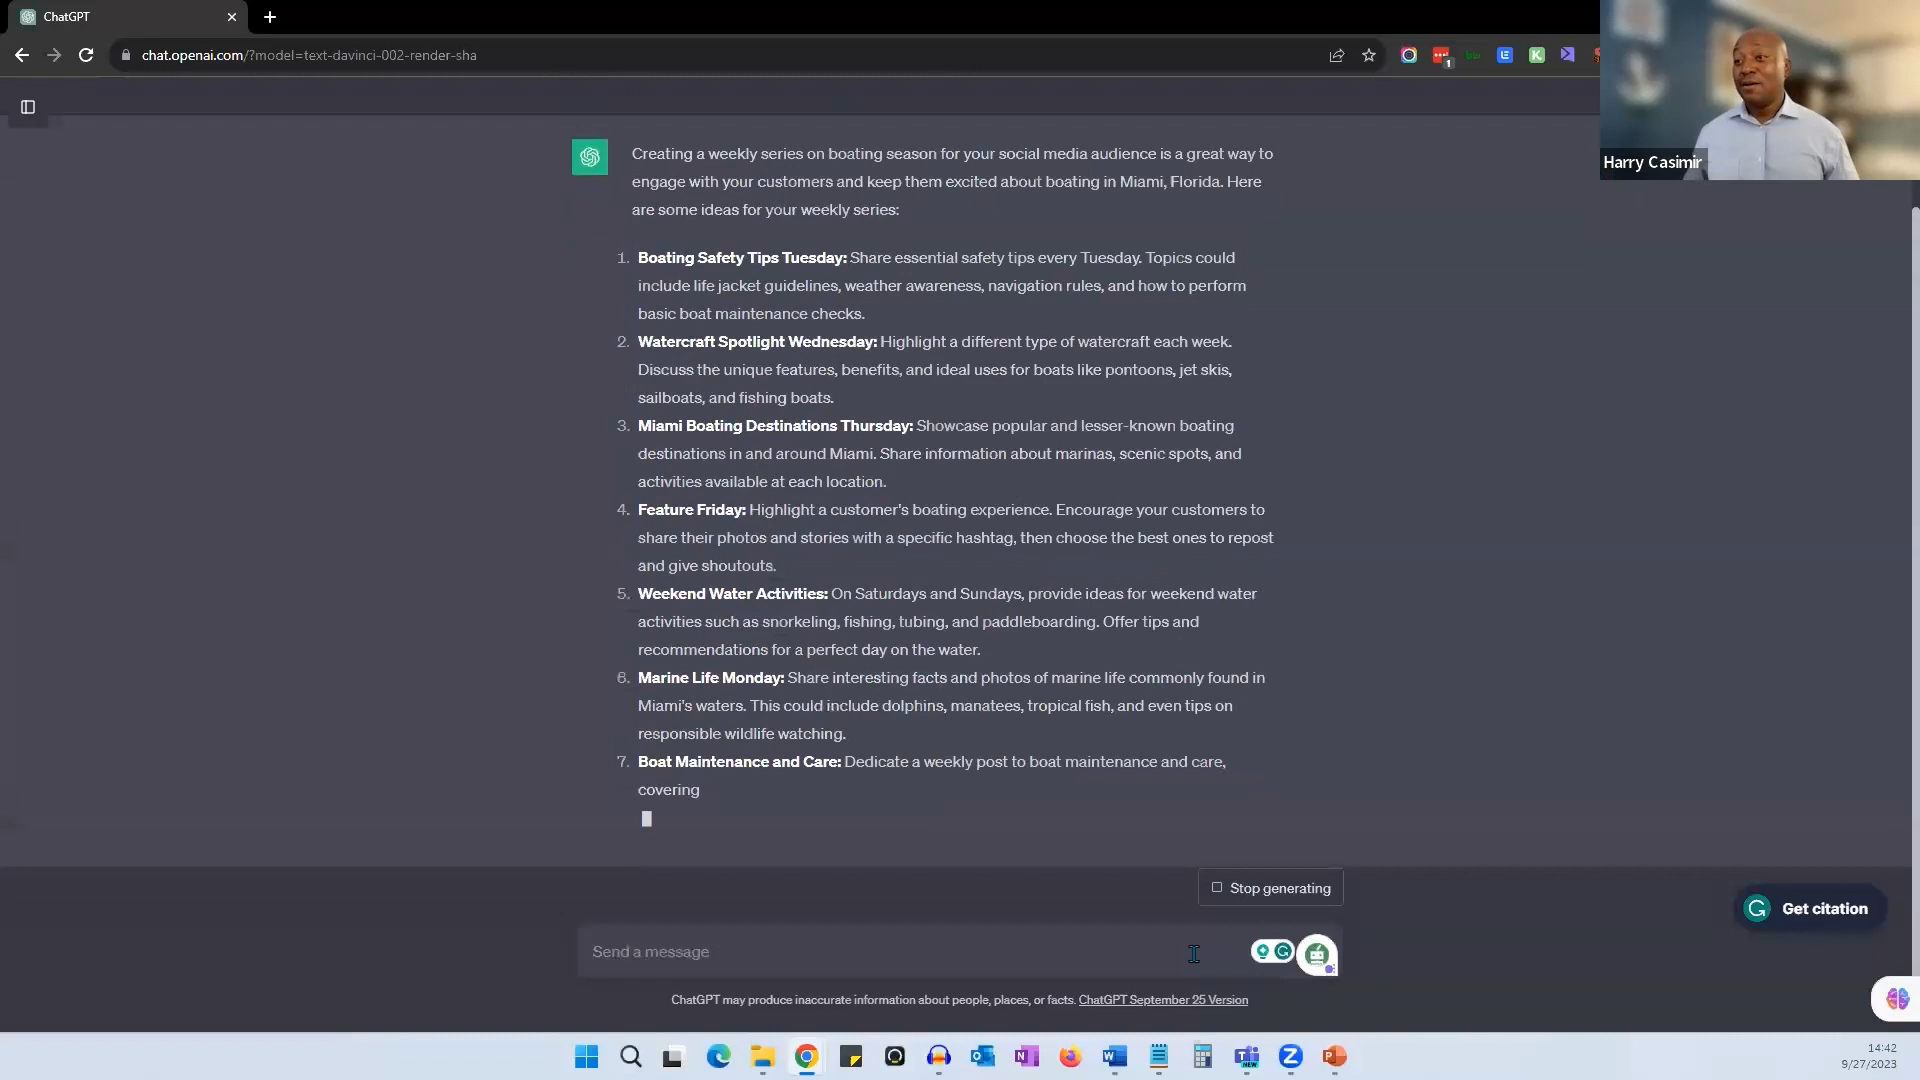 ChatGPT
chat.openai.com/?model=text-davinci-002-render-sha
1
Harry Casimir
Creating a weekly series on boating season for your social media audience is a great way to
engage with your customers and keep them excited about boating in Miami, Florida. Here
are some ideas for your weekly series:
1. Boating Safety Tips Tuesday: Share essential safety tips every Tuesday. Topics could
include life jacket guidelines, weather awareness, navigation rules, and how to perform
basic boat maintenance checks.
2. Watercraft Spotlight Wednesday: Highlight a different type of watercraft each week.
Discuss the unique features, benefits, and ideal uses for boats like pontoons, jet skis,
sailboats, and fishing boats.
3. Miami Boating Destinations Thursday: Showcase popular and lesser-known boating
destinations in and around Miami. Share information about marinas, scenic spots, and
activities available at each location.
4. Feature Friday: Highlight a customer's boating experience. Encourage your customers to
share their photos and stories with a specific hashtag, then choose the best ones to repost
and give shoutouts.
5. Weekend Water Activities: On Saturdays and Sundays, provide ideas for weekend water
activities such as snorkeling, fishing, tubing, and paddleboarding. Offer tips and
recommendations for a perfect day on the water.
6. Marine Life Monday: Share interesting facts and photos of marine life commonly found in
Miami's waters. This could include dolphins, manatees, tropical fish, and even tips on
responsible wildlife watching.
7. Boat Maintenance and Care: Dedicate a weekly post to boat maintenance and care,
covering
Stop generating
Get citation
Send a message
ChatGPT may produce inaccurate information about people, places, or facts. ChatGPT September 25 Version
14:42
9/27/2023